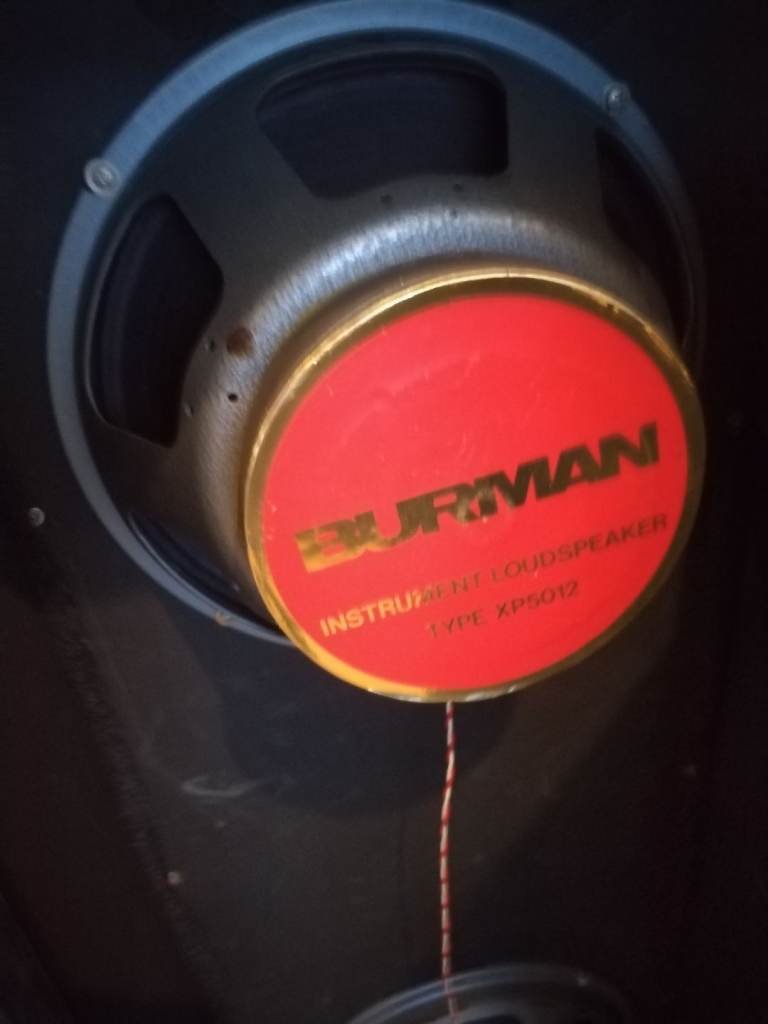 BURMAN
INSTRUMENT LOUDSPEAKER
TYPE XP5012